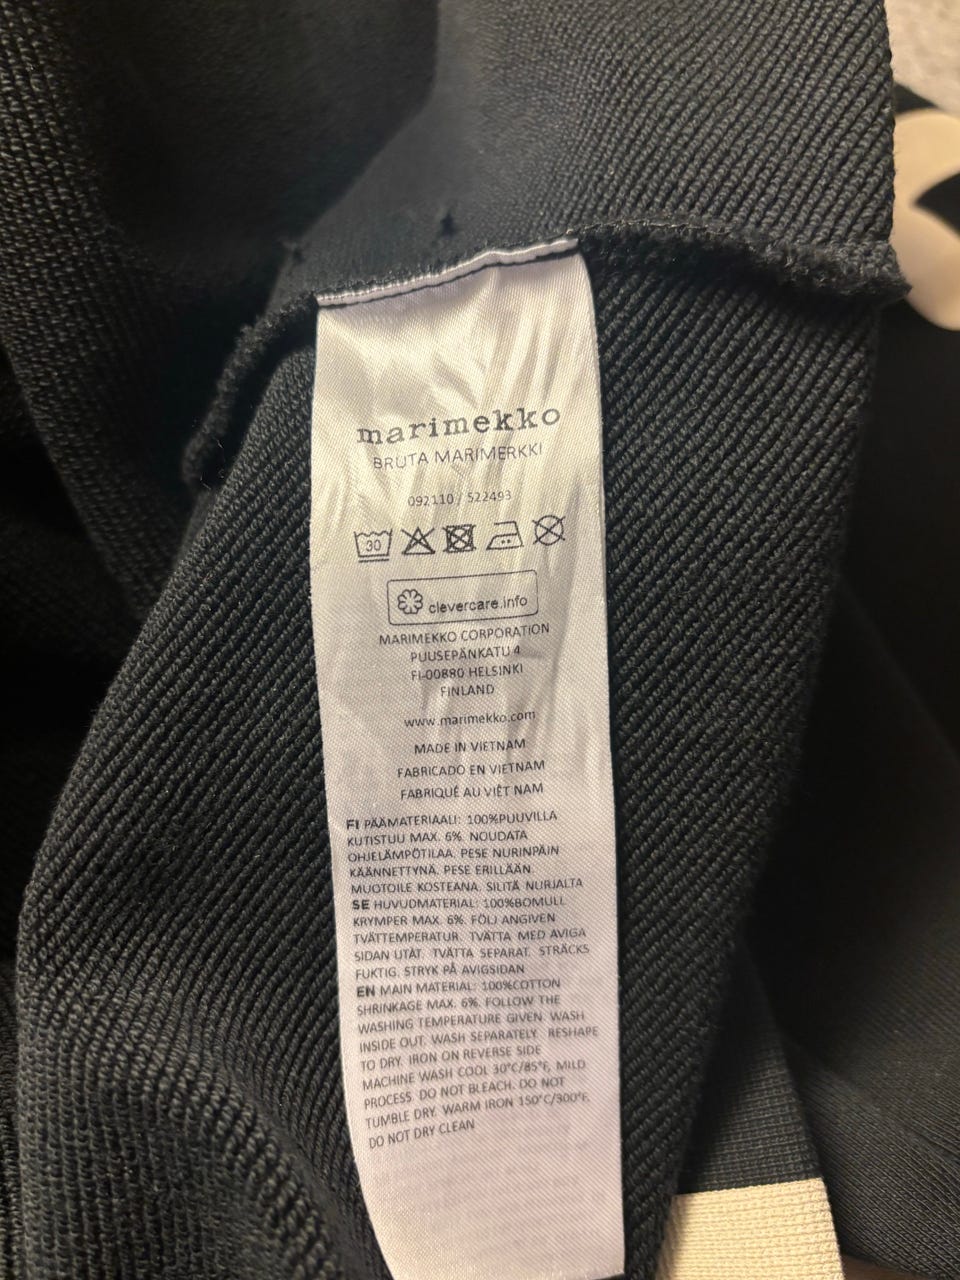 marimekko
BRUTA MARIMERKKI
092110 / 522493
30
clevercare.info
MARIMEKKO CORPORATION
PUUSEPÄNKATU 4
FI-00880 HELSINKI
FINLAND
www.marimekko.com
MADE IN VIETNAM
FABRICADO EN VIETNAM
FABRIQUÉ AU VIÊT NAM
FI PÄÄMATERIAALI: 100%PUUVILLA
KUTISTUU MAX. 6%. NOUDATA
OHJELÄMPÖTILAA. PESE NURINPÄIN
KÄÄNNETTYNÄ. PESE ERILLÄÄN.
MUOTOILE KOSTEANA. SILITÄ NURJALTA
SE HUVUDMATERIAL: 100%BOMULL
KRYMPER MAX. 6%. FÖLJ ANGIVEN
TVÄTTEMPERATUR. TVÄTTA MED AVIGA
SIDAN UTÅT. TVÄTTA SEPARAT. STRÄCKS
FUKTIG. STRYK PÅ AVIGSIDAN
EN MAIN MATERIAL: 100%COTTON
SHRINKAGE MAX. 6%. FOLLOW THE
WASHING TEMPERATURE GIVEN. WASH
INSIDE OUT. WASH SEPARATELY. RESHAPE
TO DRY. IRON ON REVERSE SIDE
MACHINE WASH COOL 30°C/85°F, MILD
PROCESS. DO NOT BLEACH. DO NOT
TUMBLE DRY. WARM IRON 150°C/300°F.
DO NOT DRY CLEAN